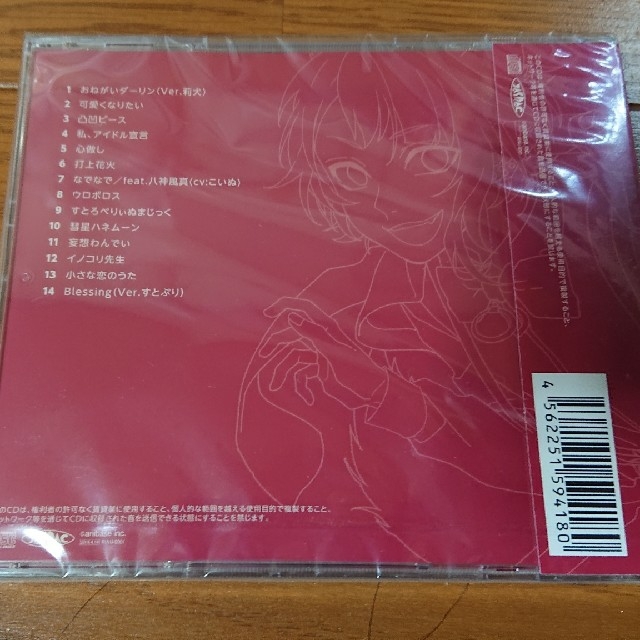 1 おねがいダーリン(Ver.莉犬)
2 可愛くなりたい
3 凸凹ピース
4 私、アイドル宣言
5 心做し
6 打上花火
7 なでなで／feat.八神風真(cv:こいぬ)
8 ウロボロス
9 すとろべりぃぬまじっく
10 彗星ハネムーン
11 妄想わんでい
12 イノコリ先生
13 小さな恋のうた
14 Blessing(Ver.すとぷり)
のCDは、権利者の許可なく賃貸業に使用すること、個人的な範囲を越える使用目的で複製すること、
ネットワーク等を通じてCDに収録された音を送信できる状態にすることを禁じます。
4 562251 594180